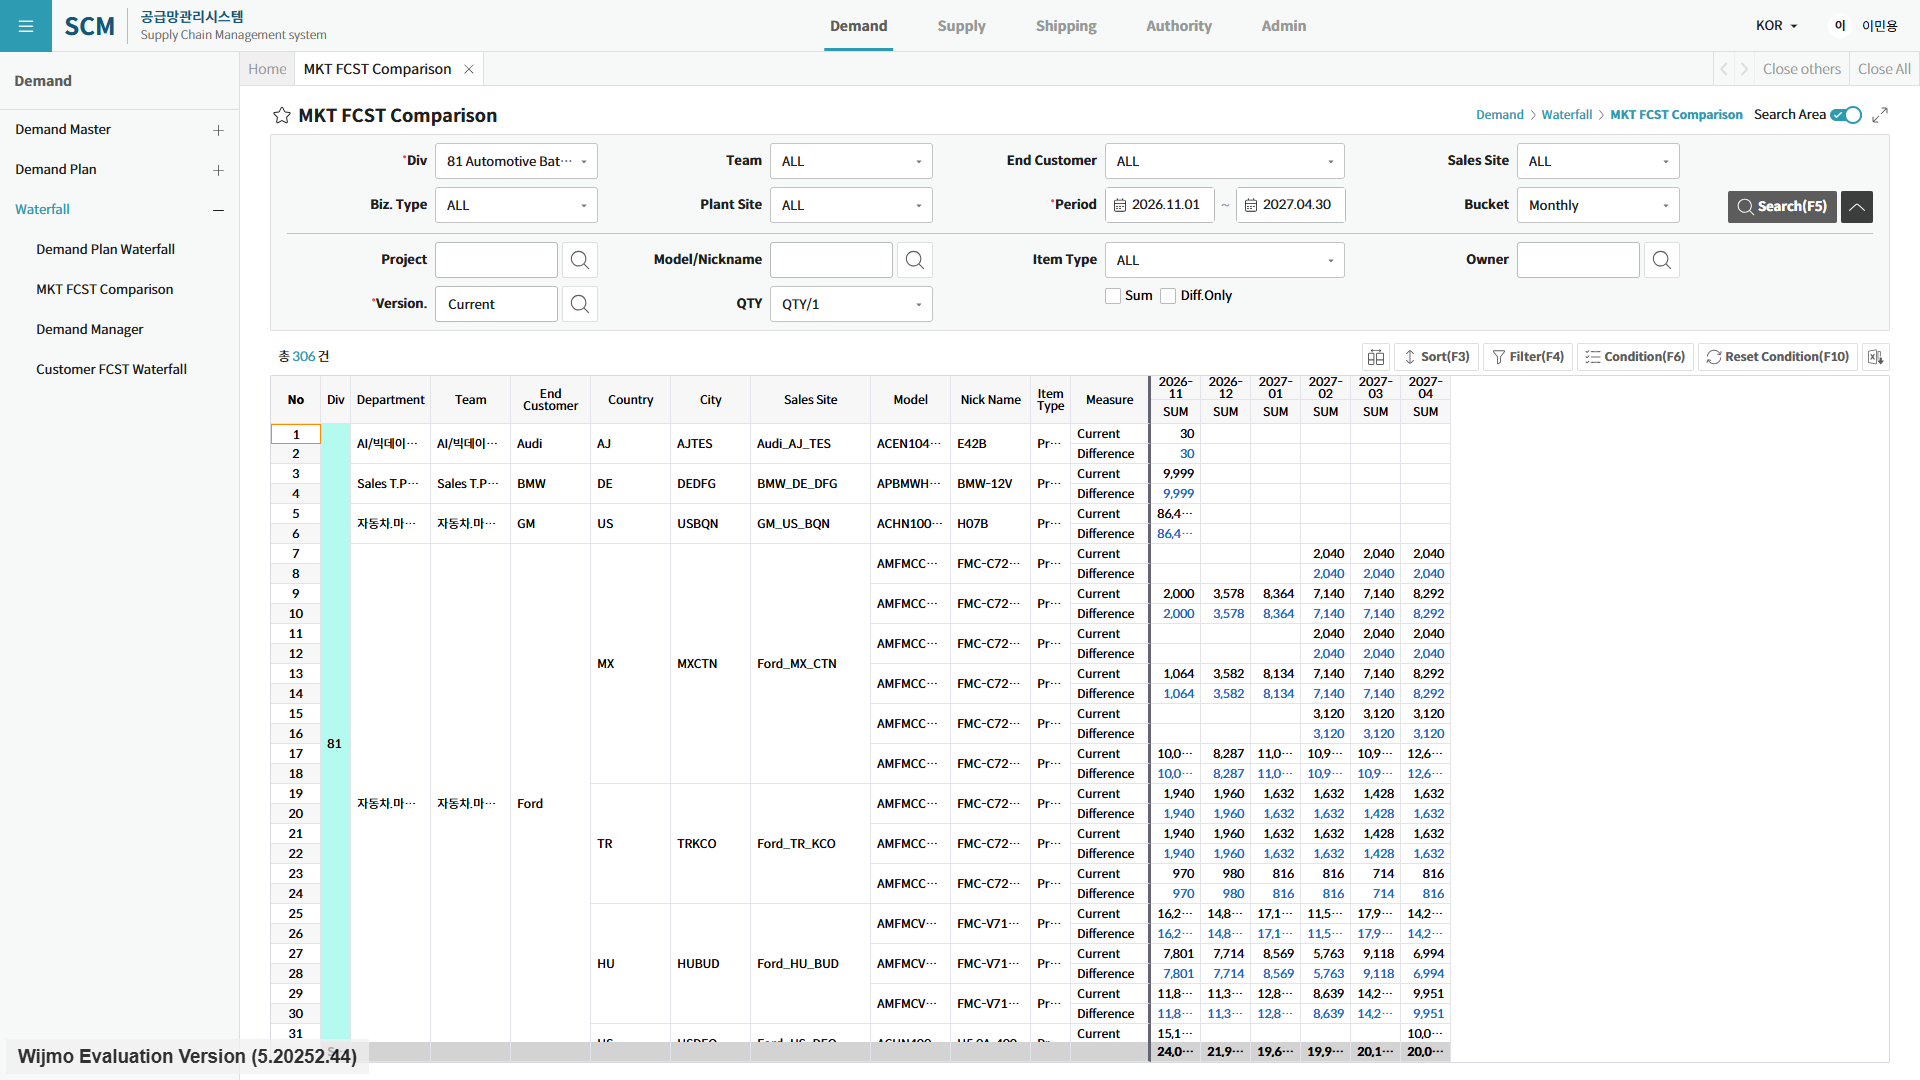 SCM
공급망관리시스템
Supply Chain Management system
Demand Supply Shipping Authority Admin
KOR 이 이민용
Demand
Demand Master
Demand Plan
Waterfall
Demand Plan Waterfall
MKT FCST Comparison
Demand Manager
Customer FCST Waterfall
Home MKT FCST Comparison Close others Close All
MKT FCST Comparison
Demand > Waterfall > MKT FCST Comparison Search Area
*Div 81 Automotive Bat··· Team ALL End Customer ALL Sales Site ALL
Biz. Type ALL Plant Site ALL *Period 2026.11.01 ~ 2027.04.30 Bucket Monthly Search(F5)
Project Model/Nickname Item Type ALL Owner
*Version. Current QTY QTY/1 Sum Diff.Only
총 306 건
Sort(F3) Filter(F4) Condition(F6) Reset Condition(F10)
No Div Department Team End Customer Country City Sales Site Model Nick Name Item Type Measure 2026-11 2026-12 2027-01 2027-02 2027-03 2027-04
SUM SUM SUM SUM SUM SUM
81
1 AI/빅데이··· AI/빅데이··· Audi AJ AJTES Audi_AJ_TES ACEN104··· E42B Pr··· Current 30
2 Difference 30
3 Sales T.P··· Sales T.P··· BMW DE DEDFG BMW_DE_DFG APBMWH··· BMW-12V Pr··· Current 9,999
4 Difference 9,999
5 자동차.마··· 자동차.마··· GM US USBQN GM_US_BQN ACHN100··· H07B Pr··· Current 86,4···
6 Difference 86,4···
자동차.마··· 자동차.마··· Ford
MX MXCTN Ford_MX_CTN
7 AMFMCC··· FMC-C72··· Pr··· Current 2,040 2,040 2,040
8 Difference 2,040 2,040 2,040
9 AMFMCC··· FMC-C72··· Pr··· Current 2,000 3,578 8,364 7,140 7,140 8,292
10 Difference 2,000 3,578 8,364 7,140 7,140 8,292
11 AMFMCC··· FMC-C72··· Pr··· Current 2,040 2,040 2,040
12 Difference 2,040 2,040 2,040
13 AMFMCC··· FMC-C72··· Pr··· Current 1,064 3,582 8,134 7,140 7,140 8,292
14 Difference 1,064 3,582 8,134 7,140 7,140 8,292
15 AMFMCC··· FMC-C72··· Pr··· Current 3,120 3,120 3,120
16 Difference 3,120 3,120 3,120
17 AMFMCC··· FMC-C72··· Pr··· Current 10,0··· 8,287 11,0··· 10,9··· 10,9··· 12,6···
18 Difference 10,0··· 8,287 11,0··· 10,9··· 10,9··· 12,6···
TR TRKCO Ford_TR_KCO
19 AMFMCC··· FMC-C72··· Pr··· Current 1,940 1,960 1,632 1,632 1,428 1,632
20 Difference 1,940 1,960 1,632 1,632 1,428 1,632
21 AMFMCC··· FMC-C72··· Pr··· Current 1,940 1,960 1,632 1,632 1,428 1,632
22 Difference 1,940 1,960 1,632 1,632 1,428 1,632
23 AMFMCC··· FMC-C72··· Pr··· Current 970 980 816 816 714 816
24 Difference 970 980 816 816 714 816
HU HUBUD Ford_HU_BUD
25 AMFMCV··· FMC-V71··· Pr··· Current 16,2··· 14,8··· 17,1··· 11,5··· 17,9··· 14,2···
26 Difference 16,2··· 14,8··· 17,1··· 11,5··· 17,9··· 14,2···
27 AMFMCV··· FMC-V71··· Pr··· Current 7,801 7,714 8,569 5,763 9,118 6,994
28 Difference 7,801 7,714 8,569 5,763 9,118 6,994
29 AMFMCV··· FMC-V71··· Pr··· Current 11,8··· 11,3··· 12,8··· 8,639 14,2··· 9,951
30 Difference 11,8··· 11,3··· 12,8··· 8,639 14,2··· 9,951
31 Current 15,1··· 10,0···
24,0··· 21,9··· 19,6··· 19,9··· 20,1··· 20,0···
Wijmo Evaluation Version (5.20252.44)